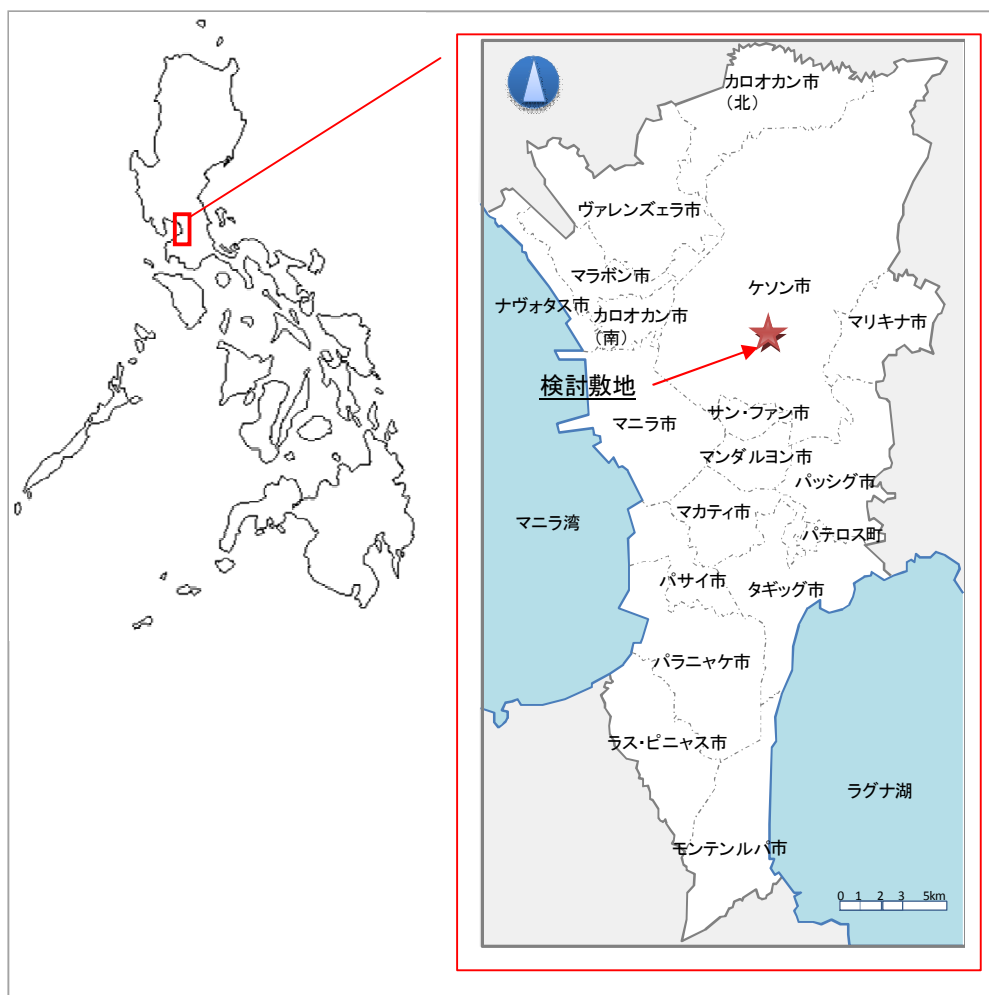 カロオカン市
（北）
ヴァレンズェラ市
マラボン市
ケソン市
ナヴォタス市
カロオカン市
（南）
マリキナ市
検討敷地
マニラ市
サン・ファン市
マンダルヨン市
パッシグ市
マカティ市
マニラ湾
パテロス町
パサイ市
タギッグ市
パラニャケ市
ラス・ピニャス市
ラグナ湖
モンテンルパ市
0 1 2 3 5km